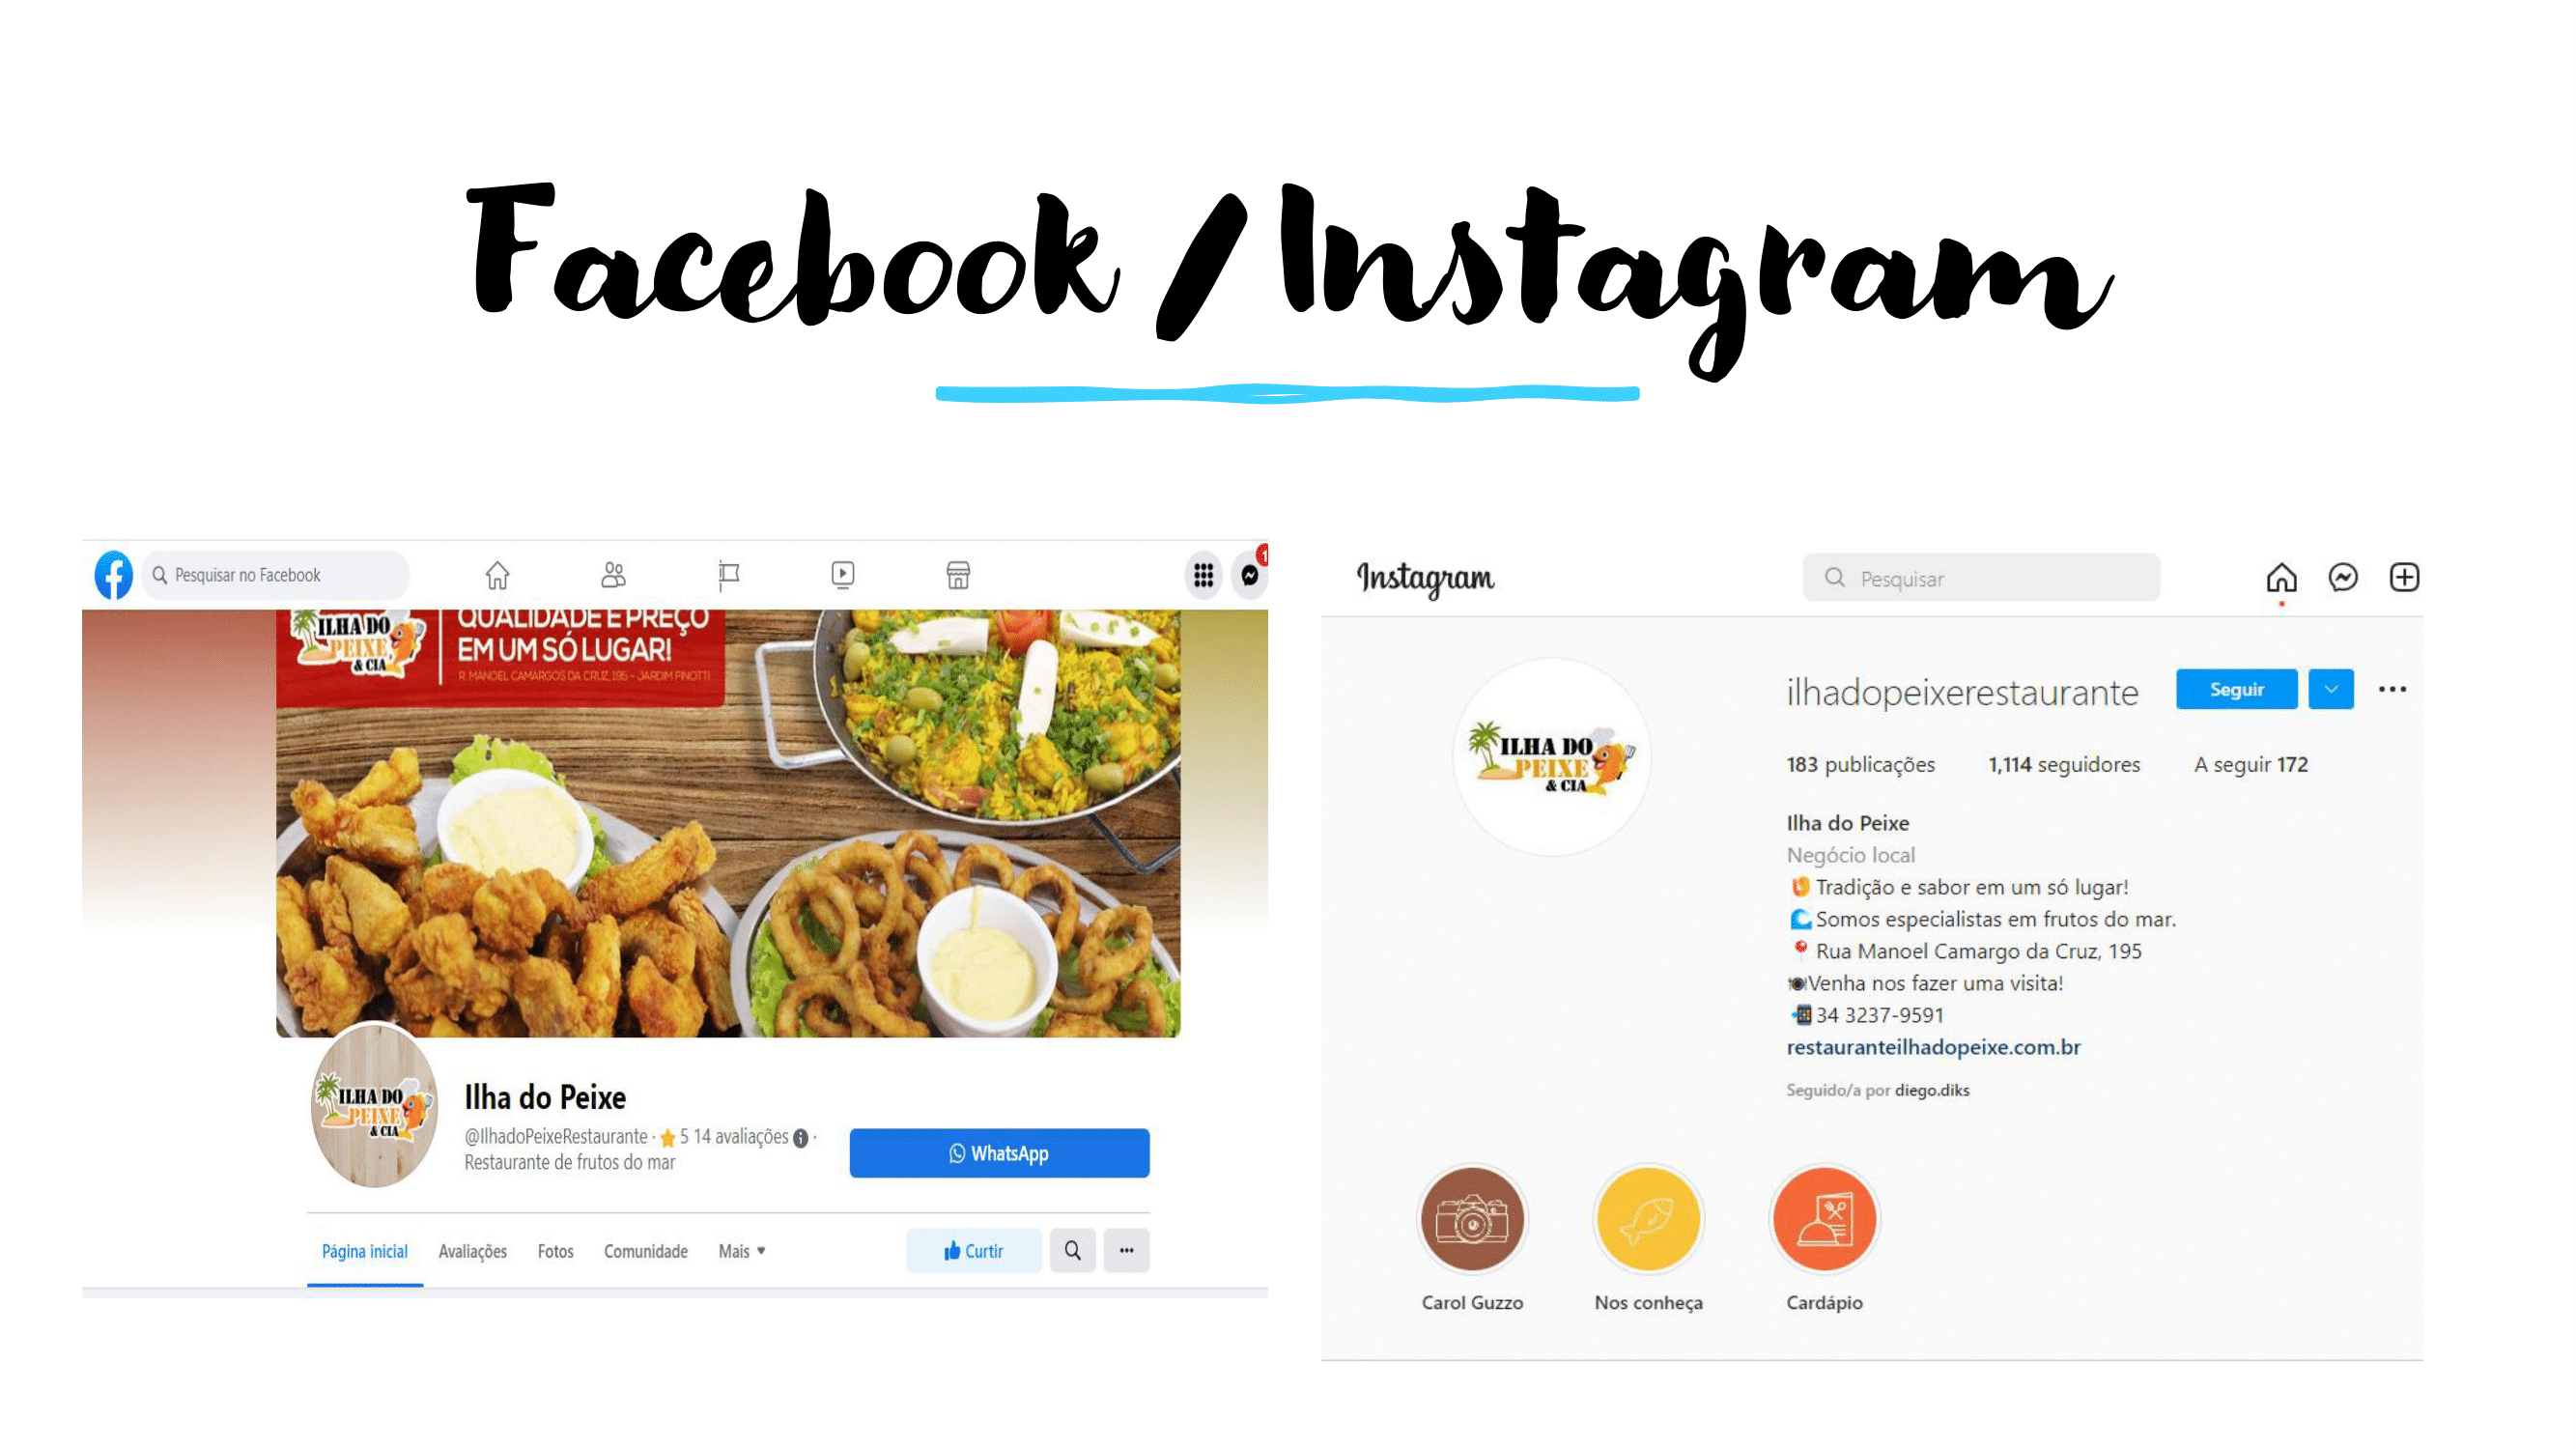 Facebook / Instagram
Pesquisar no Facebook
1
ILHA DO
PEIXE
& CIA
QUALIDADE E PREÇO
EM UM SÓ LUGAR!
R. MANOEL CAMARGOS DA CRUZ, 195 - JARDIM FINOTTI
ILHA DO
PEIXE
& CIA
Ilha do Peixe
@IlhadoPeixeRestaurante · 5 14 avaliações ·
Restaurante de frutos do mar
WhatsApp
Página inicial
Avaliações
Fotos
Comunidade
Mais
Curtir
Instagram
Pesquisar
ILHA DO
PEIXE
& CIA
ilhadopeixerestaurante
Seguir
183 publicações
1,114 seguidores
A seguir 172
Ilha do Peixe
Negócio local
Tradição e sabor em um só lugar!
Somos especialistas em frutos do mar.
Rua Manoel Camargo da Cruz, 195
Venha nos fazer uma visita!
34 3237-9591
restauranteilhadopeixe.com.br
Seguido/a por diego.diks
Carol Guzzo
Nos conheça
Cardápio